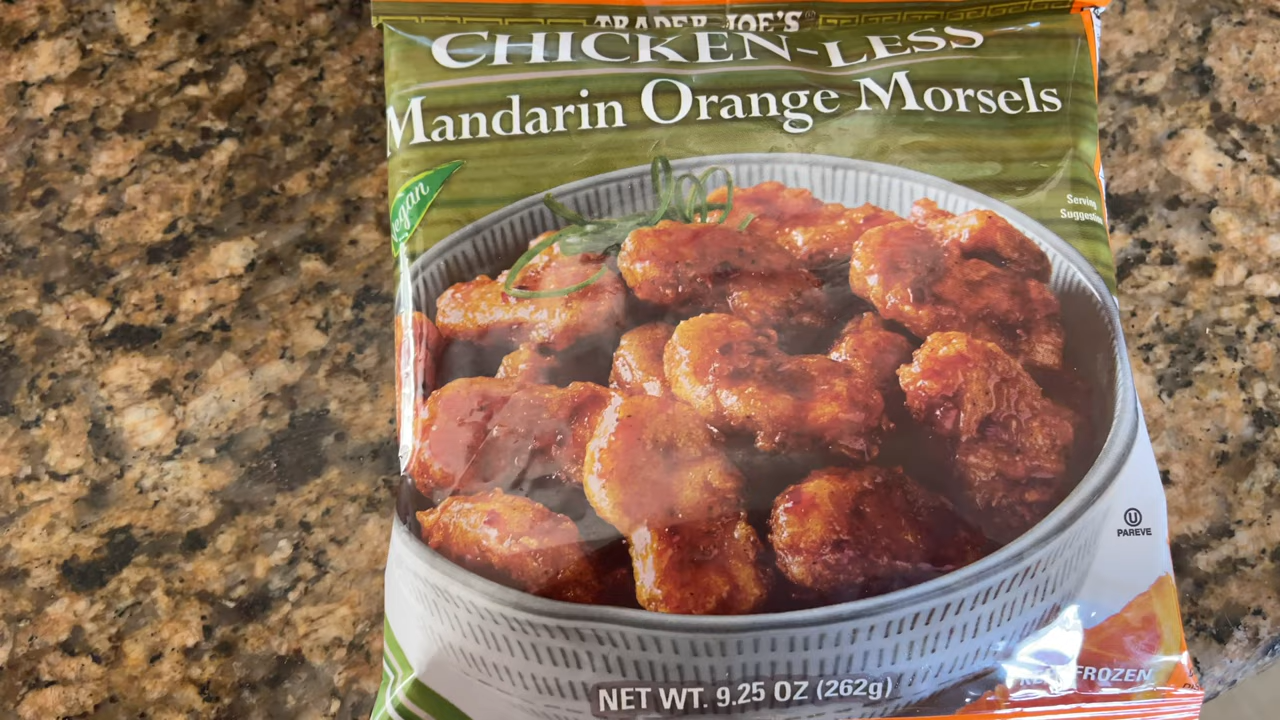 TRADER JOE'S
CHICKEN-LESS
Mandarin Orange Morsels
vegan
Serving
Suggestion
U
PAREVE
NET WT. 9.25 OZ (262g)
FROZEN